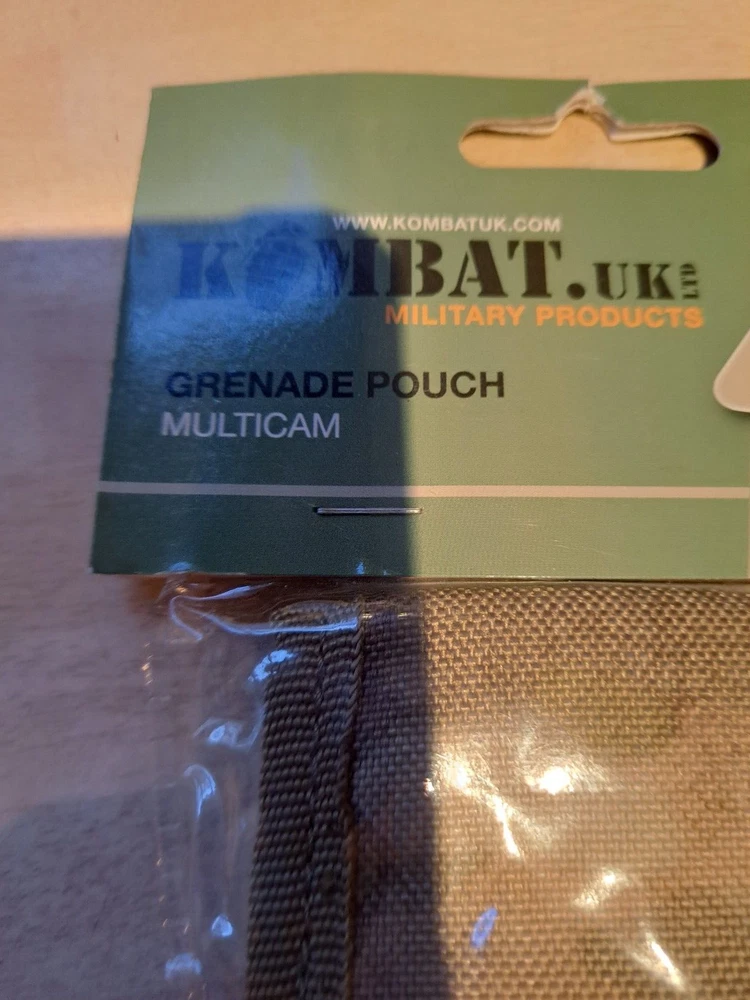 WWW.KOMBATUK.COM
KOMBAT.UK LTD
MILITARY PRODUCTS
GRENADE POUCH
MULTICAM